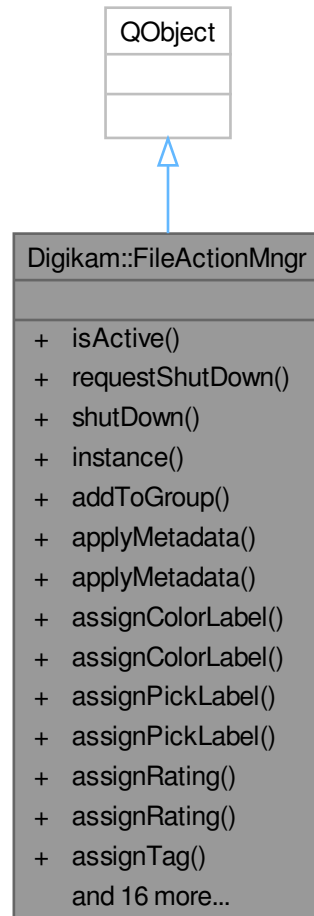 QObject
Digikam::FileActionMngr
+ isActive()
+ requestShutDown()
+ shutDown()
+ instance()
+ addToGroup()
+ applyMetadata()
+ applyMetadata()
+ assignColorLabel()
+ assignColorLabel()
+ assignPickLabel()
+ assignPickLabel()
+ assignRating()
+ assignRating()
+ assignTag()
and 16 more...